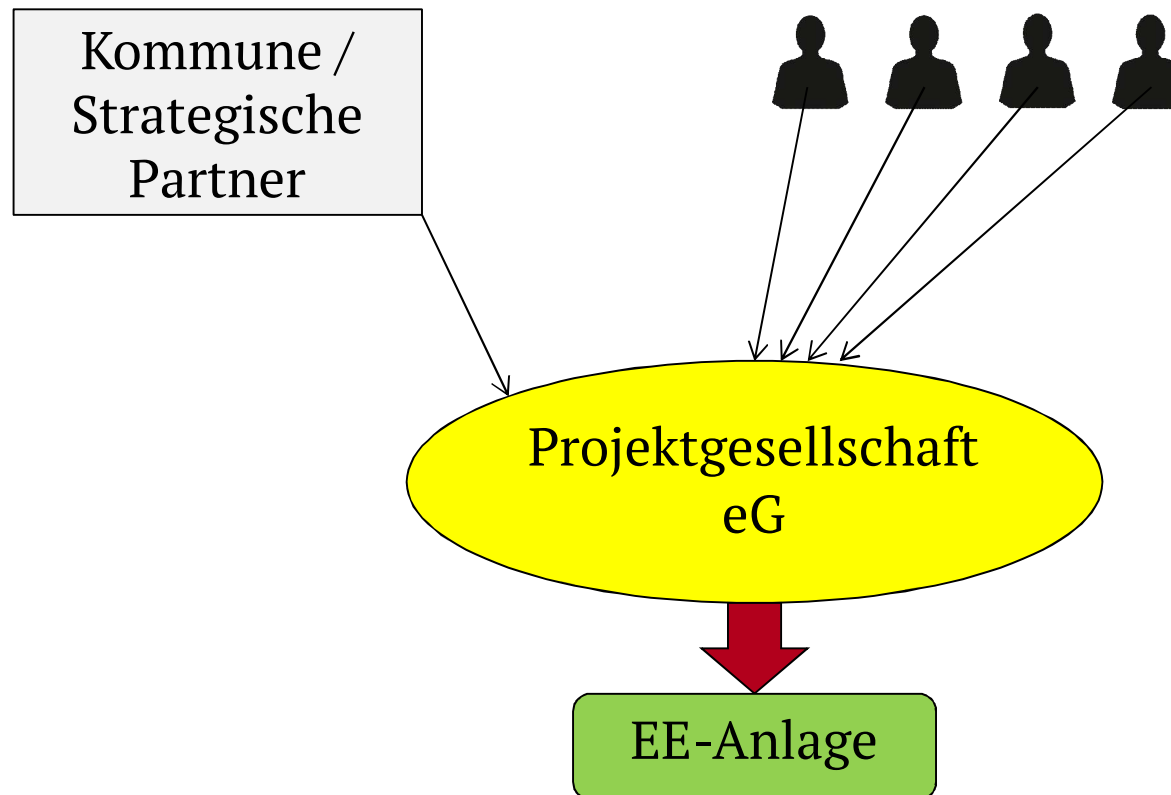 Kommune /
Strategische
Partner
Projektgesellschaft
eG
EE-Anlage